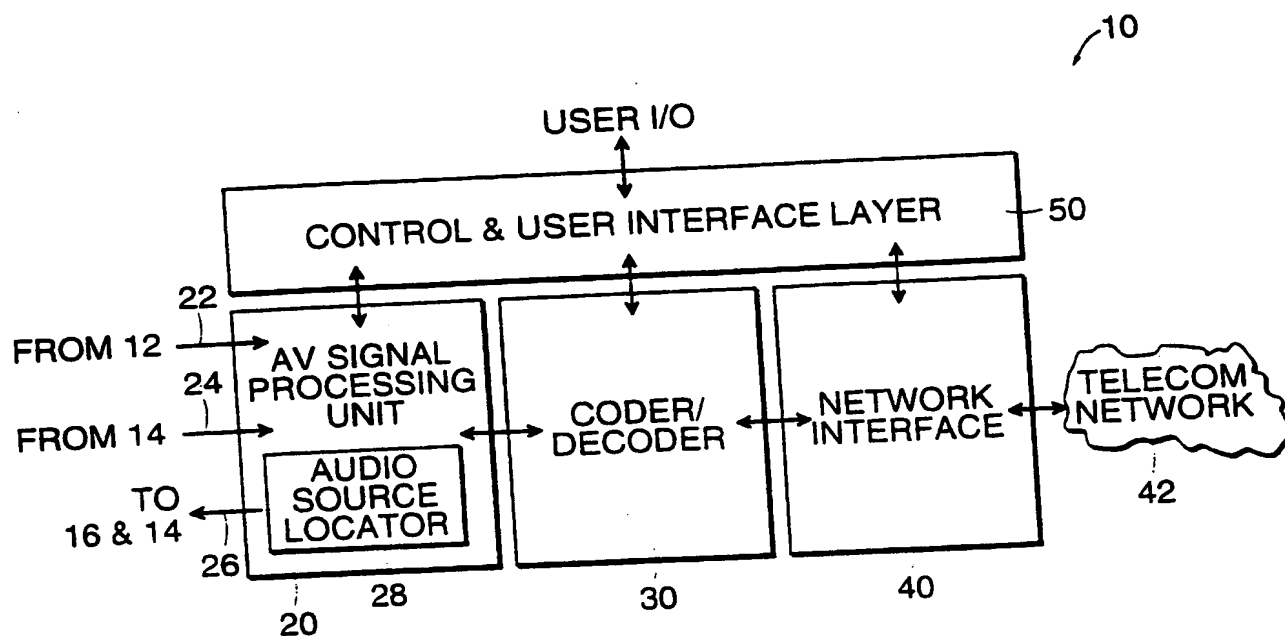 10
USER I/O
CONTROL & USER INTERFACE LAYER
50
22
FROM 12
24
FROM 14
TO
16 & 14
26
AV SIGNAL
PROCESSING
UNIT
AUDIO
SOURCE
LOCATOR
CODER/
DECODER
NETWORK
INTERFACE
TELECOM
NETWORK
42
20
28
30
40